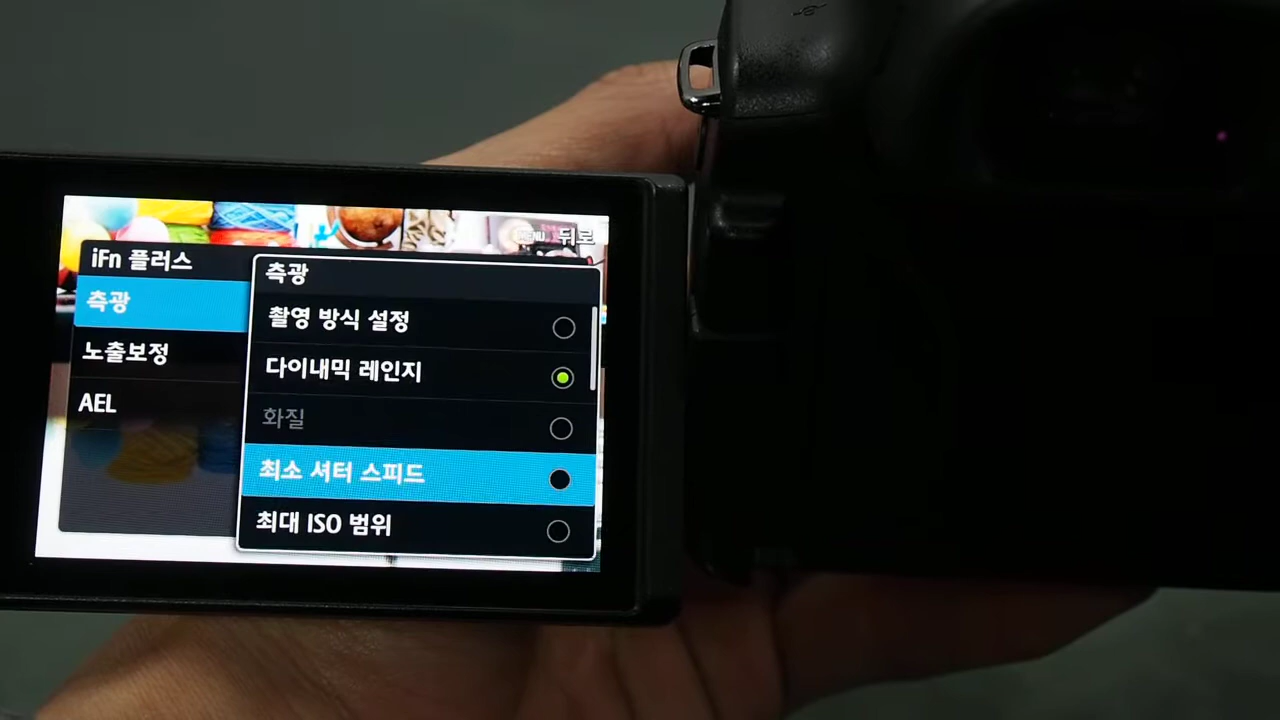 MENU 뒤로
iFn 플러스
측광
노출보정
AEL
측광
촬영 방식 설정
다이내믹 레인지
화질
최소 셔터 스피드
최대 ISO 범위